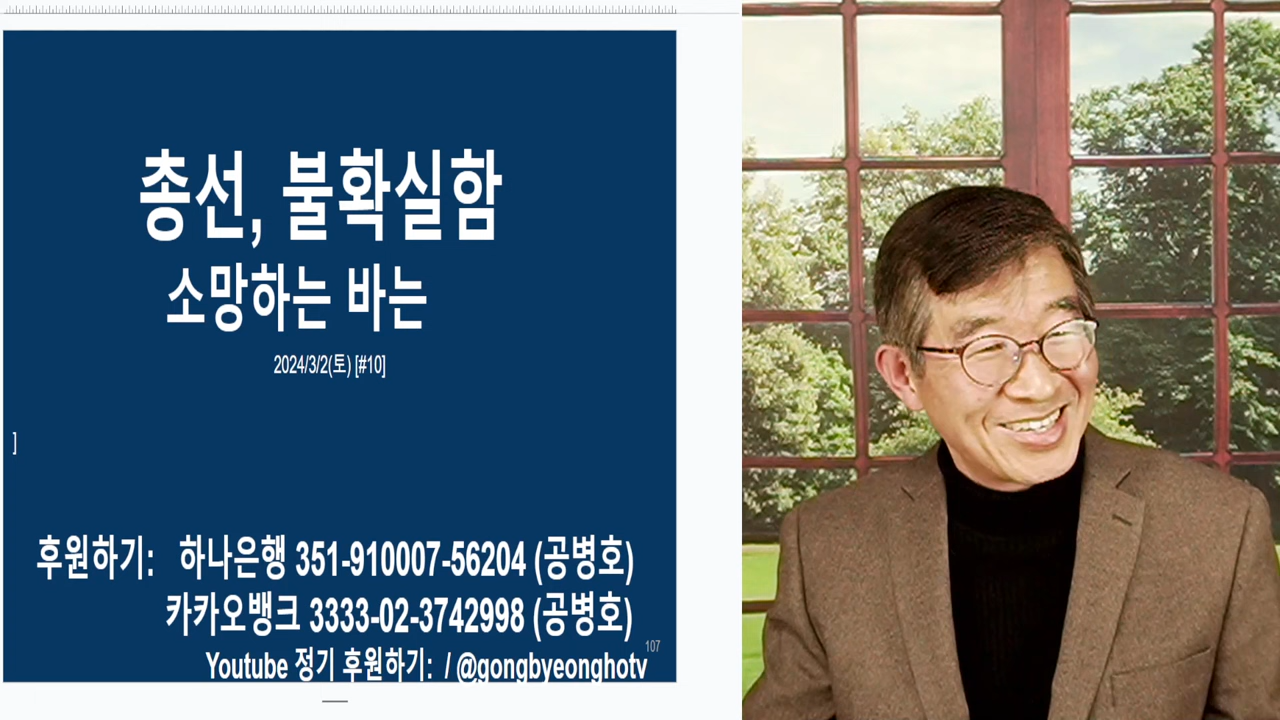 총선, 불확실함
소망하는 바는
2024/3/2(토) [#10]
]
후원하기: 하나은행 351-910007-56204 (공병호)
카카오뱅크 3333-02-3742998 (공병호)
107
Youtube 정기 후원하기: / @gongbyeonghotv